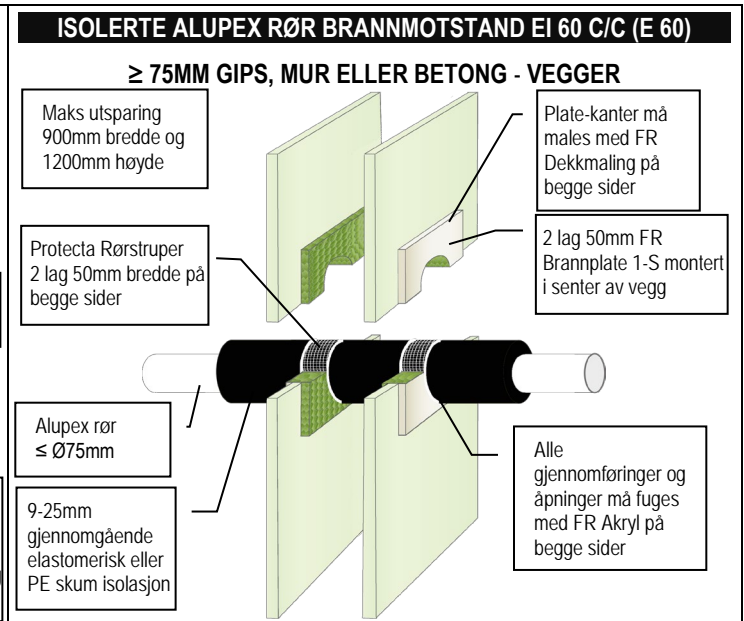 ISOLERTE ALUPEX RØR BRANNMOTSTAND EI 60 C/C (E 60)
≥ 75MM GIPS, MUR ELLER BETONG - VEGGER
Maks utsparing
900mm bredde og
1200mm høyde
Plate-kanter må
males med FR
Dekkmaling på
begge sider
Protecta Rørstruper
2 lag 50mm bredde på
begge sider
2 lag 50mm FR
Brannplate 1-S montert
i senter av vegg
Alupex rør
≤ Ø75mm
9-25mm
gjennomgående
elastomerisk eller
PE skum isolasjon
Alle
gjennomføringer og
åpninger må fuges
med FR Akryl på
begge sider